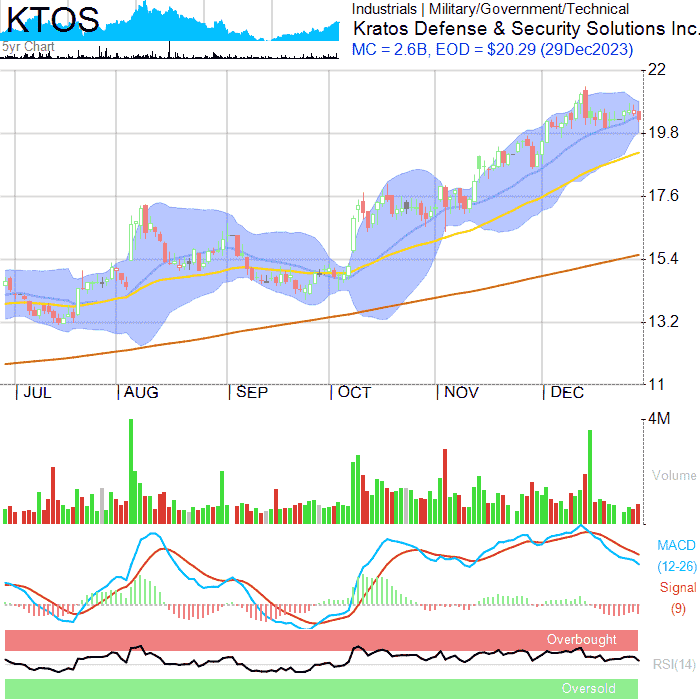 KTOS
Industrials | Military/Government/Technical
Kratos Defense & Security Solutions Inc.
5yr Chart
MC = 2.6B, EOD = $20.29 (29Dec2023)
22
19.8
17.6
15.4
13.2
11
JUL AUG SEP OCT NOV DEC
4M
Volume
MACD
(12-26)
Signal
(9)
Overbought
RSI(14)
Oversold